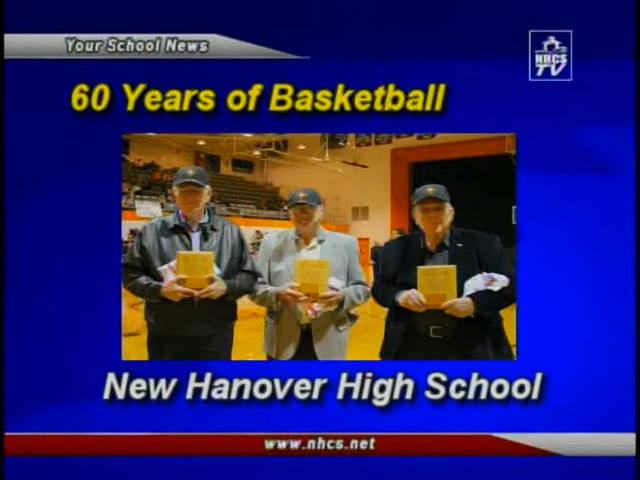 Your School News
NHCS
TV
60 Years of Basketball
New Hanover High School
www.nhcs.net